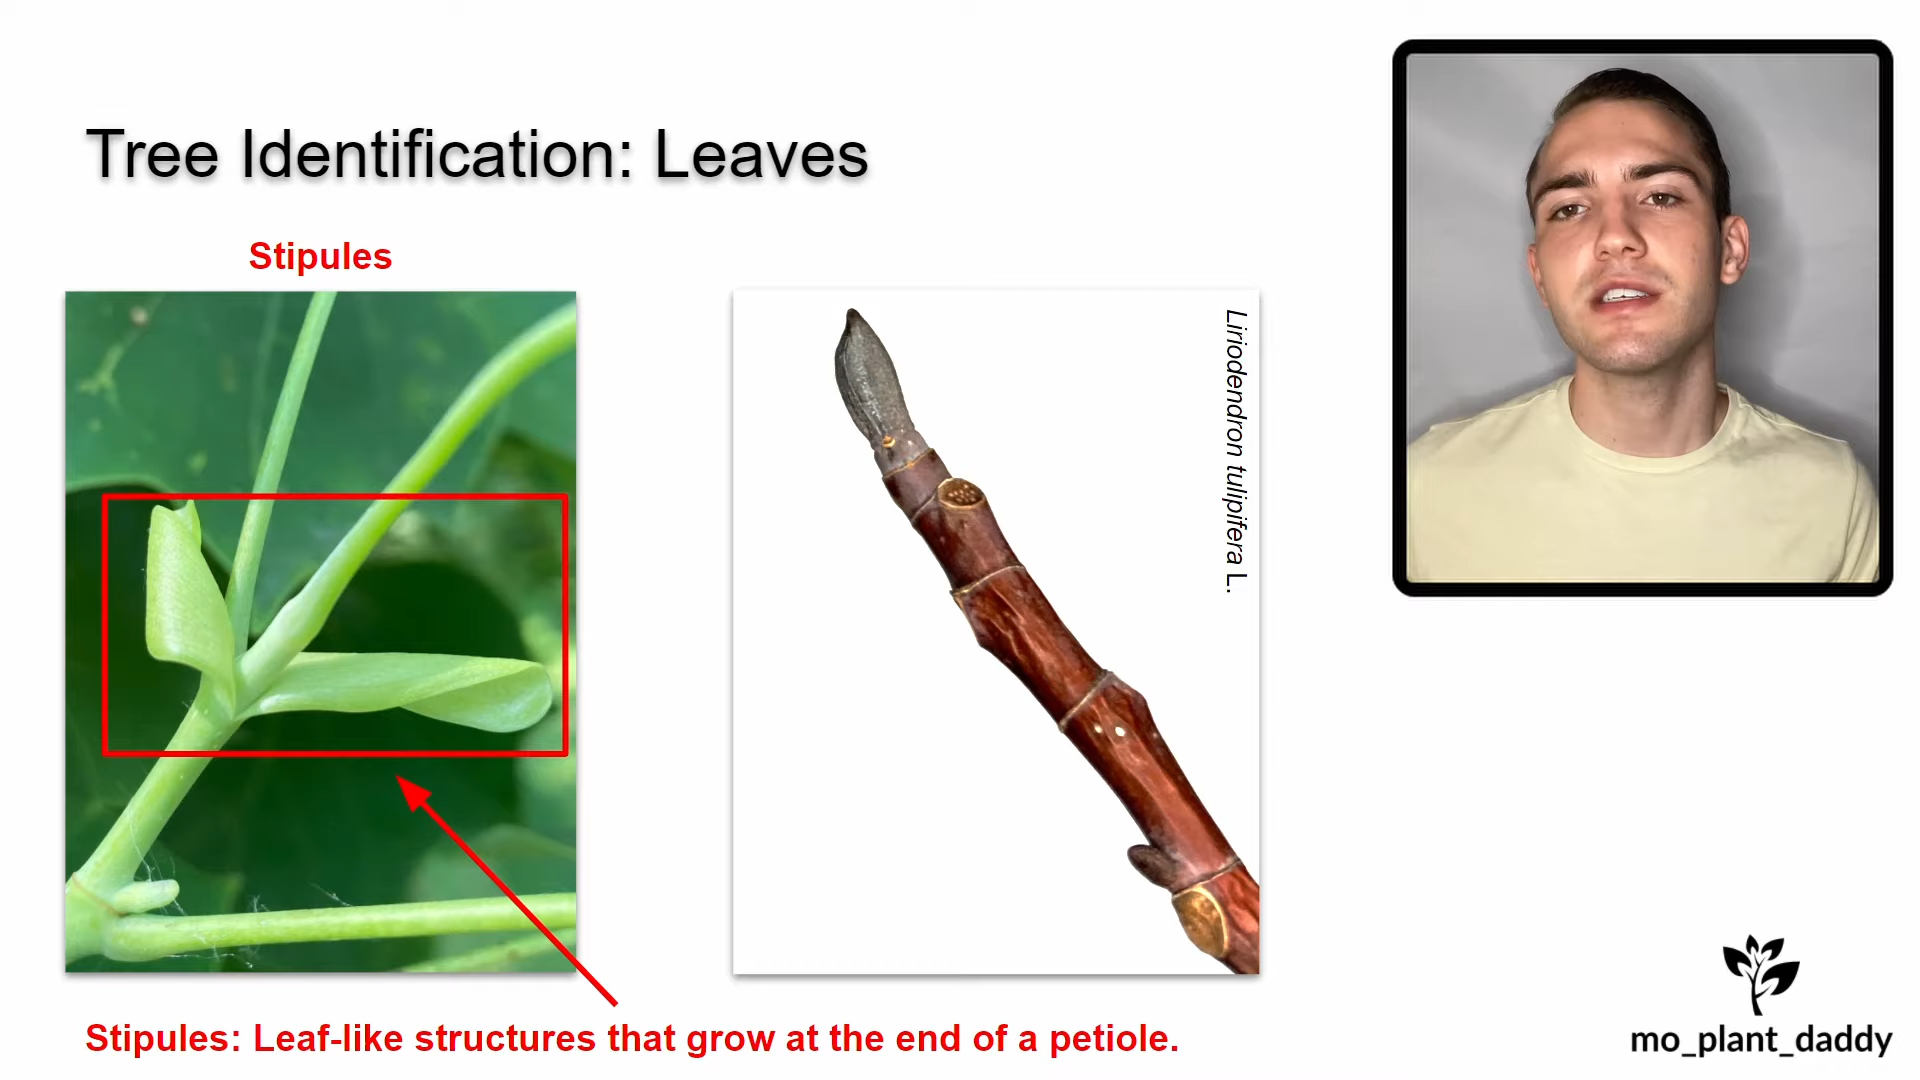 Tree Identification: Leaves
Stipules
Liriodendron tulipifera L.
Stipules: Leaf-like structures that grow at the end of a petiole.
mo_plant_daddy